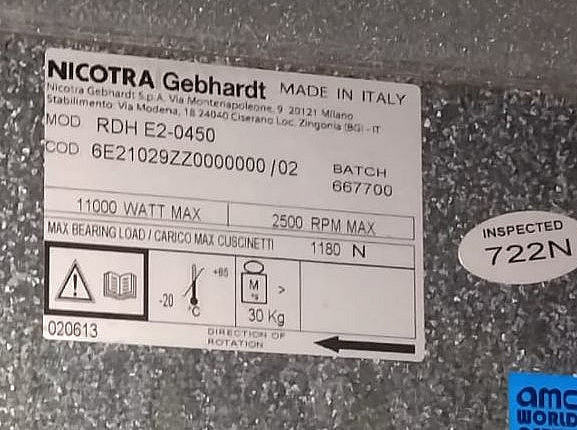 NICOTRA Gebhardt MADE IN ITALY
Nicotra Gebhardt S.p.A. Via Montenapoleone, 9 20121 Milano
Stabilimento: Via Modena, 18 24040 Ciserano Loc. Zingonia (BG) - IT
MOD RDH E2-0450
COD 6E21029ZZ0000000 /02
BATCH
667700
11000 WATT MAX 2500 RPM MAX
MAX BEARING LOAD / CARICO MAX CUSCINETTI 1180 N
-20 +85
°C
M
kg
>
30 Kg
020613
DIRECTION OF
ROTATION
INSPECTED
722N
amc
WORLD